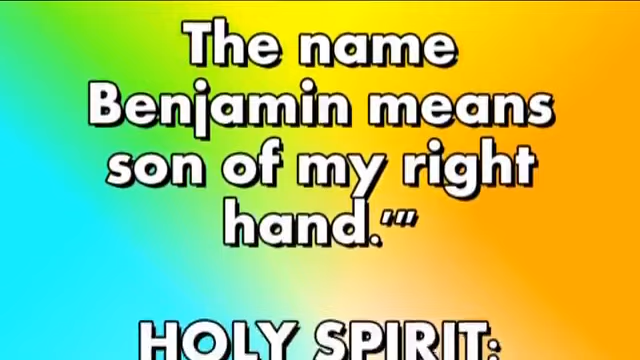 The name
Benjamin means
son of my right
hand.'"
HOLY SPIRIT: